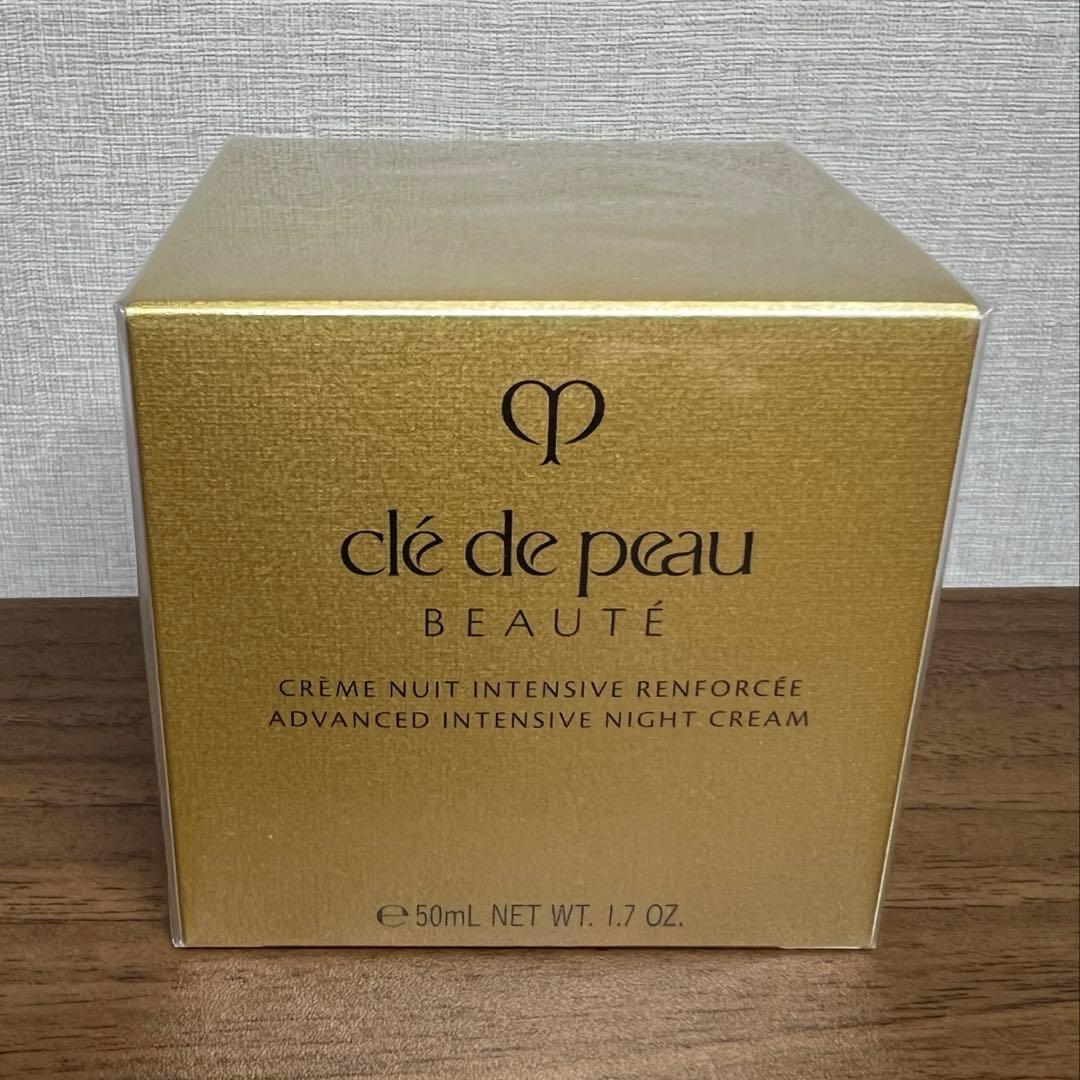 clé de peau
BEAUTÉ
CRÈME NUIT INTENSIVE RENFORCÉE
ADVANCED INTENSIVE NIGHT CREAM
℮ 50mL NET WT. 1.7 OZ.